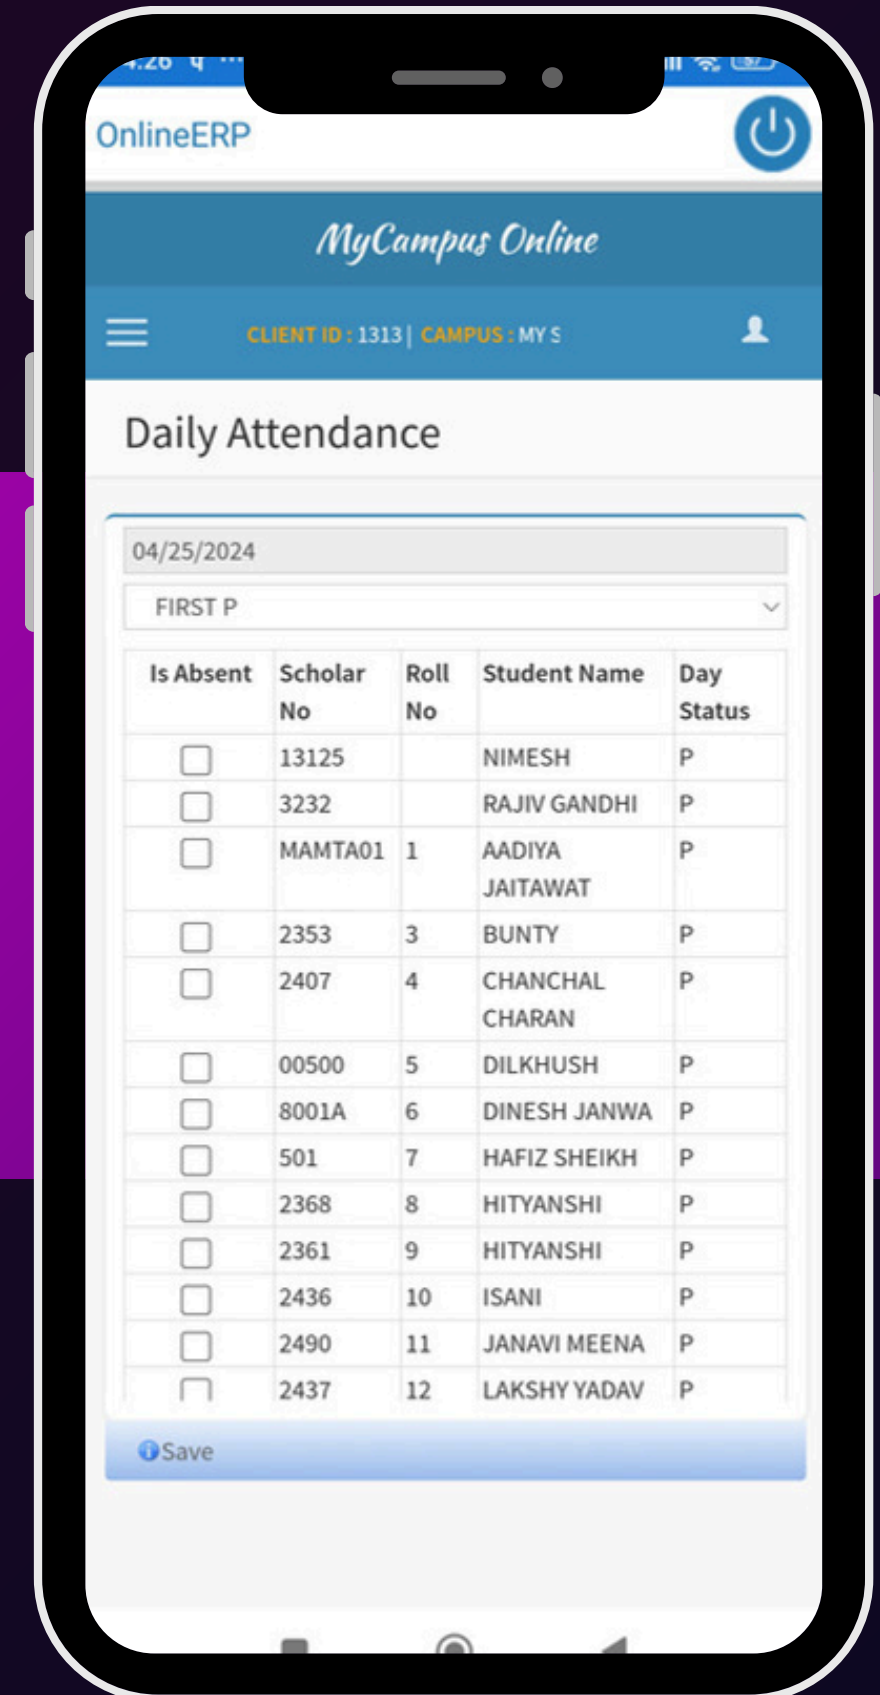 4:26
57
OnlineERP
MyCampus Online
CLIENT ID : 1313| CAMPUS : MY S
Daily Attendance
04/25/2024
FIRST P
Is Absent Scholar No Roll No Student Name Day Status
13125 NIMESH P
3232 RAJIV GANDHI P
MAMTA01 1 AADIYA JAITAWAT P
2353 3 BUNTY P
2407 4 CHANCHAL CHARAN P
00500 5 DILKHUSH P
8001A 6 DINESH JANWA P
501 7 HAFIZ SHEIKH P
2368 8 HITYANSHI P
2361 9 HITYANSHI P
2436 10 ISANI P
2490 11 JANAVI MEENA P
2437 12 LAKSHY YADAV P
Save